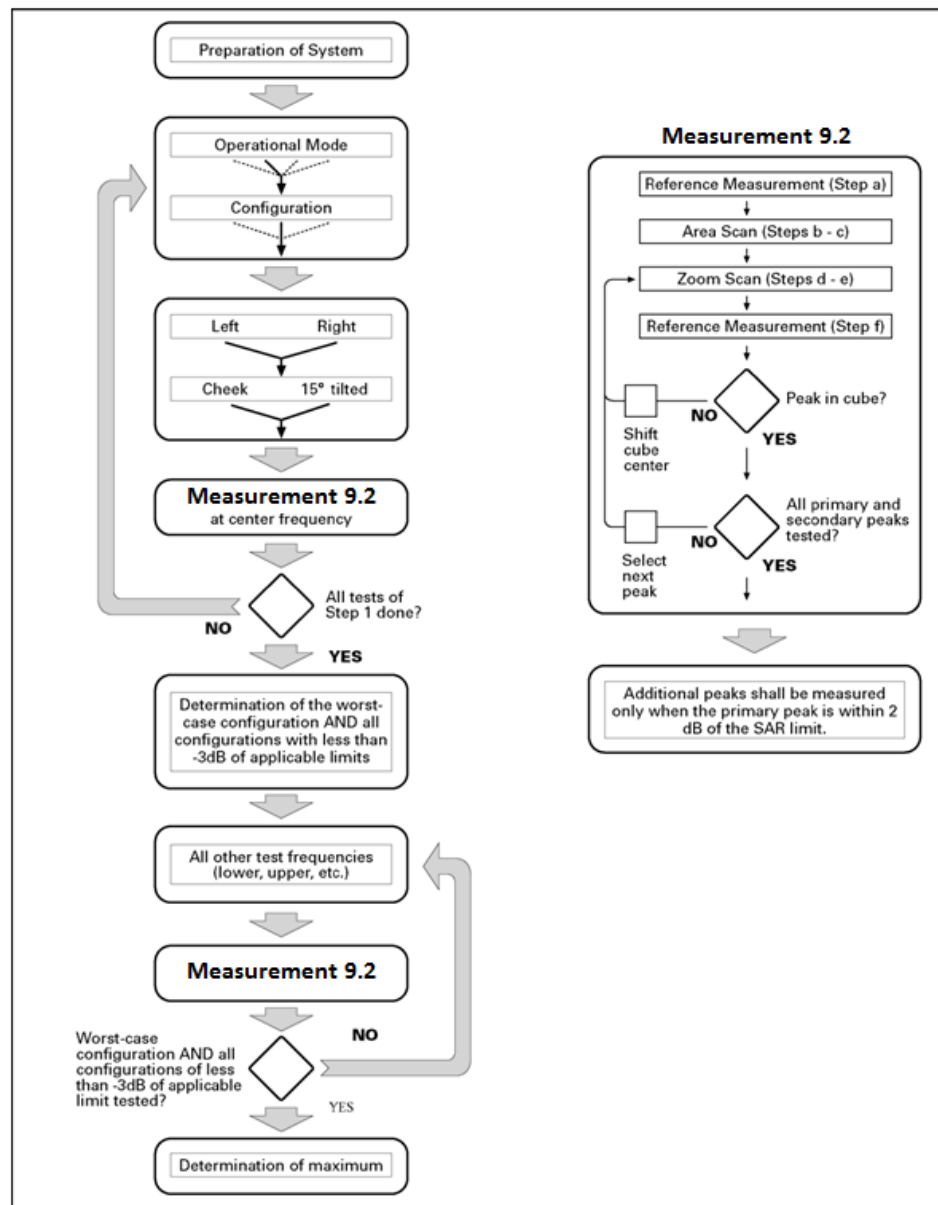 Preparation of System
Operational Mode
Configuration
Left Right
Cheek 15° tilted
Measurement 9.2
at center frequency
All tests of
Step 1 done?
NO
YES
Determination of the worst-
case configuration AND all
configurations with less than
-3dB of applicable limits
All other test frequencies
(lower, upper, etc.)
Measurement 9.2
NO
Worst-case
configuration AND all
configurations of less
than -3dB of applicable
limit tested?
YES
Determination of maximum
Measurement 9.2
Reference Measurement (Step a)
Area Scan (Steps b - c)
Zoom Scan (Steps d - e)
Reference Measurement (Step f)
Peak in cube?
NO
Shift
cube
center
YES
All primary and
secondary peaks
tested?
NO
Select
next
peak
YES
Additional peaks shall be measured
only when the primary peak is within 2
dB of the SAR limit.